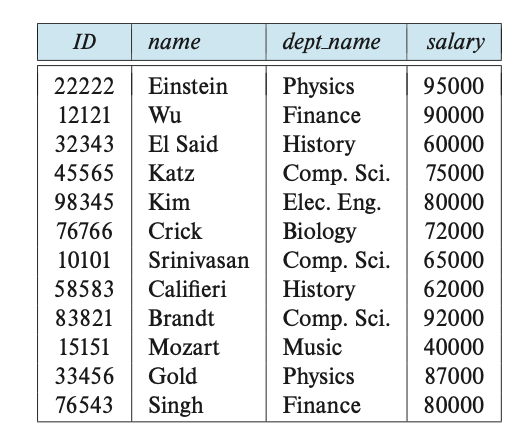 ID name dept_name salary
22222 Einstein Physics 95000
12121 Wu Finance 90000
32343 El Said History 60000
45565 Katz Comp. Sci. 75000
98345 Kim Elec. Eng. 80000
76766 Crick Biology 72000
10101 Srinivasan Comp. Sci. 65000
58583 Califieri History 62000
83821 Brandt Comp. Sci. 92000
15151 Mozart Music 40000
33456 Gold Physics 87000
76543 Singh Finance 80000